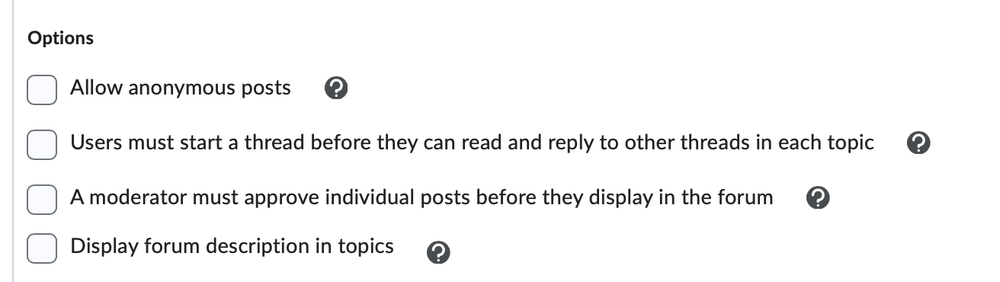 Options
Allow anonymous posts
Users must start a thread before they can read and reply to other threads in each topic
A moderator must approve individual posts before they display in the forum
Display forum description in topics